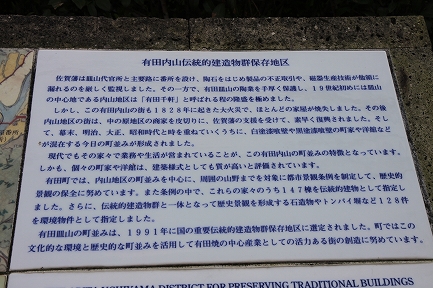 有田内山伝統的建造物群保存地区
佐賀藩は皿山代官所と主要路に番所を設け、陶石をはじめ製品の不正取引や、磁器生産技術が他領に
漏れるのを厳しく監視しました。その一方で、有田皿山の陶業を手厚く保護し、19世紀初めには皿山
の中心地である内山地区は「有田千軒」と呼ばれる程の隆盛を極めました。
しかし、この有田内山の街も1828年に起きた大火災で、ほとんどの家屋が焼失しました。その後
内山地区の街は、中の原地区の商家を皮切りに、佐賀藩の支援を受けて、素早く復興されました。そし
て、幕末、明治、大正、昭和時代と時を重ねていくうちに、白塗漆喰壁や黒塗漆喰壁の町家や洋館など
が混在する今日の町並みが形成されました。
現代でもその家々で業務や生活が営まれていることが、この有田内山の町並みの特徴となっています。
しかも、個々の町家や洋館は、建築様式としても質が高いと評価されています。
有田町では、内山地区の町並みを中心に、周囲の山までを対象に都市景観条例を制定して、歴史的
景観の保全に努めています。また条例の中で、これらの家々のうち147棟を伝統的建物として指定し
ました。さらに、伝統的建造物群と一体となって歴史景観を形成する石造物やトンバイ塀など128件
を環境物件として指定しました。
有田皿山の町並みは、1991年に国の重要伝統的建造物群保存地区に選定されました。町ではこの
文化的な環境と歴史的な町並みを活用して有田焼の中心産業としての活力ある街の創造に努めています。
DISTRICT FOR PRESERVING TRADITIONAL BUILDINGS